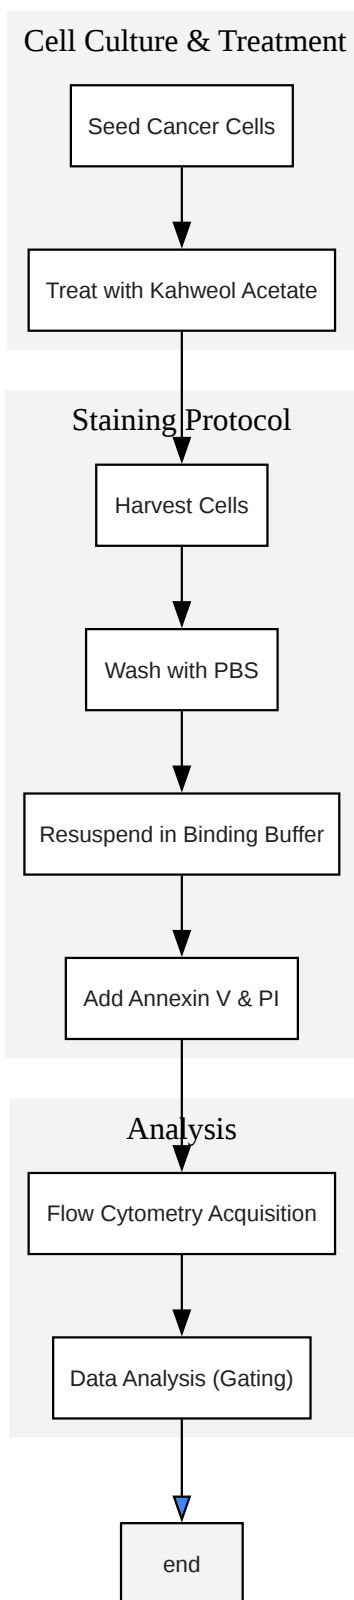 Cell Culture & Treatment
Seed Cancer Cells
Treat with Kahweol Acetate
Staining Protocol
Harvest Cells
Wash with PBS
Resuspend in Binding Buffer
Add Annexin V & PI
Analysis
Flow Cytometry Acquisition
Data Analysis (Gating)
end